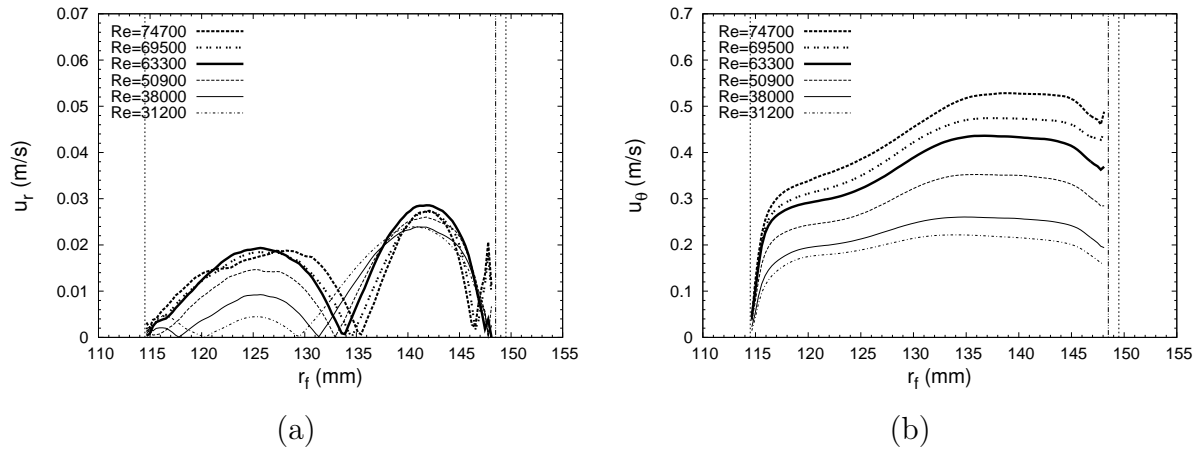 0.07
0.06
0.05
0.04
0.03
0.02
0.01
0
u_r (m/s)
Re=74700
Re=69500
Re=63300
Re=50900
Re=38000
Re=31200
110 115 120 125 130 135 140 145 150 155
r_f (mm)
(a)
0.7
0.6
0.5
0.4
0.3
0.2
0.1
0
u_θ (m/s)
Re=74700
Re=69500
Re=63300
Re=50900
Re=38000
Re=31200
110 115 120 125 130 135 140 145 150 155
r_f (mm)
(b)